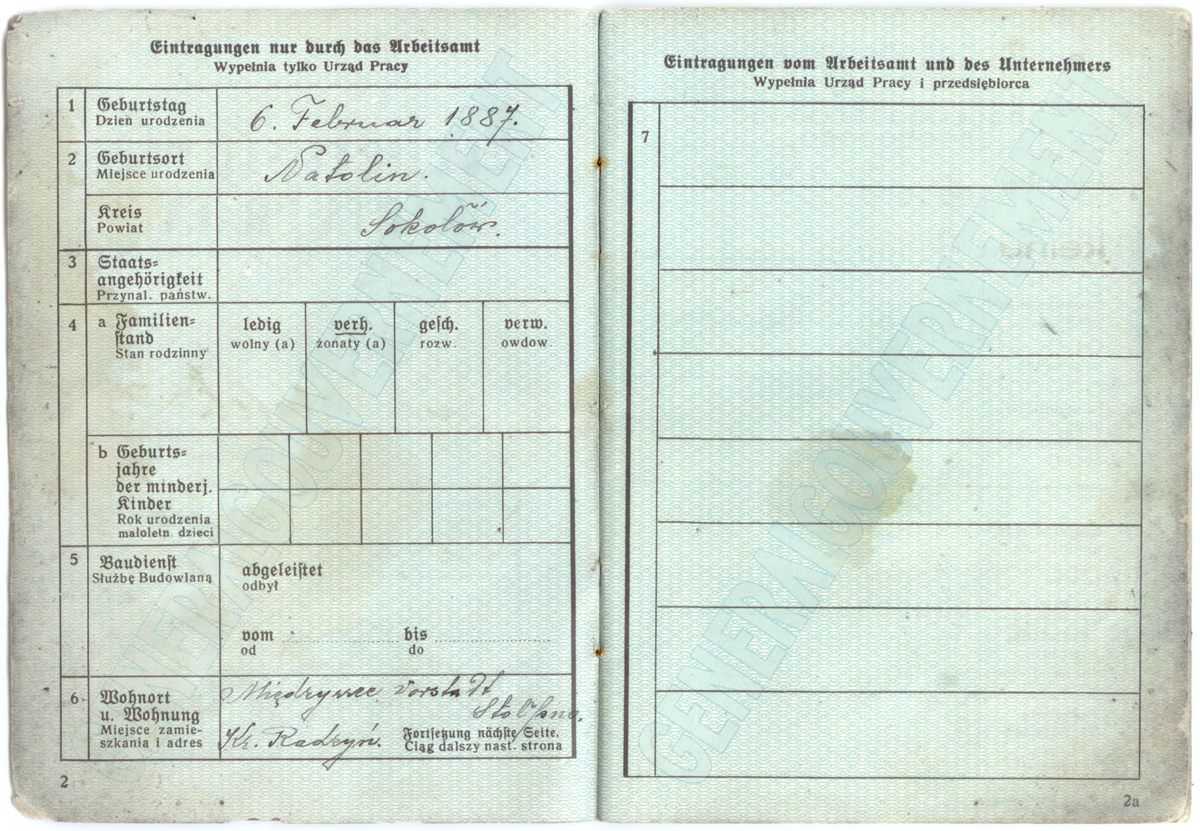 Eintragungen nur durch das Arbeitsamt
Wypełnia tylko Urząd Pracy
1 Geburtstag
Dzień urodzenia
6. Februar 1887.
2 Geburtsort
Miejsce urodzenia
Natolin.
Kreis
Powiat
Sokołów.
3 Staats-
angehörigkeit
Przynal. państw.
4 a Familien-
stand
Stan rodzinny
ledig
wolny (a)
verh.
żonaty (a)
gesch.
rozw.
verw.
owdow.
b Geburts-
jahre
der minderj.
Kinder
Rok urodzenia
małoletn. dzieci
5 Baudienst
Służbę Budowlaną
abgeleistet
odbył
vom
od
bis
do
6 Wohnort
u. Wohnung
Miejsce zamie-
szkania i adres
Międzyrzec Vorstadt
Kr. Radzyń.
Fortsetzung nächste Seite.
Ciąg dalszy nast. strona
2
GENERALGOUVERNEMENT
Eintragungen vom Arbeitsamt und des Unternehmers
Wypełnia Urząd Pracy i przedsiębiorca
7
GENERALGOUVERNEMENT
2a